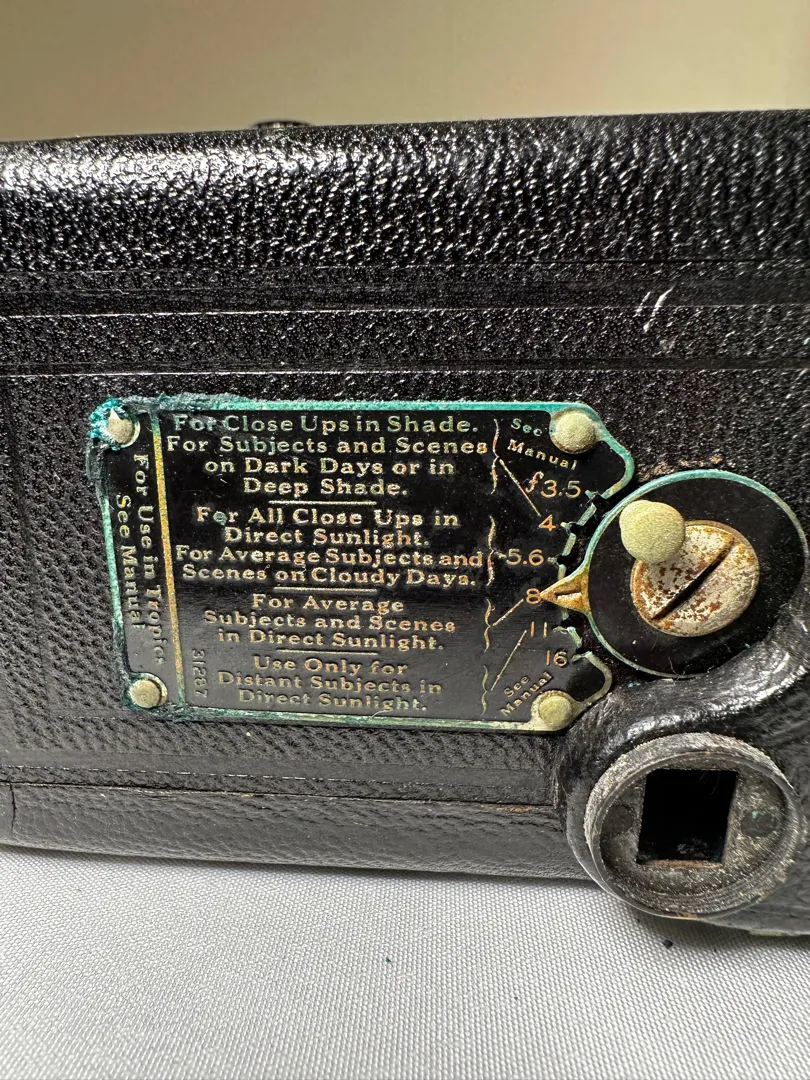 For Close Ups in Shade.
For Subjects and Scenes
on Dark Days or in
Deep Shade.
For All Close Ups in
Direct Sunlight.
For Average Subjects and
Scenes on Cloudy Days.
For Average
Subjects and Scenes
in Direct Sunlight.
Use Only for
Distant Subjects in
Direct Sunlight.
For Use in Tropics
See Manual
31287
See
Manual
f3.5
4
5.6
8
11
16
See
Manual